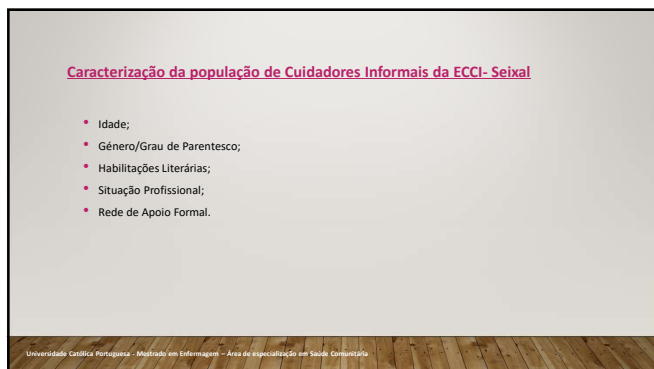 Caracterização da população de Cuidadores Informais da ECCI- Seixal
• Idade;
• Género/Grau de Parentesco;
• Habilitações Literárias;
• Situação Profissional;
• Rede de Apoio Formal.
Universidade Católica Portuguesa - Mestrado em Enfermagem – Área de especialização em Saúde Comunitária